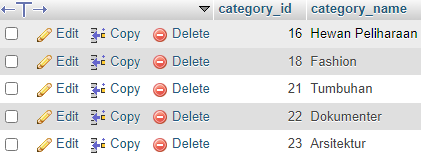 category_id category_name
Edit Copy Delete 16 Hewan Peliharaan
Edit Copy Delete 18 Fashion
Edit Copy Delete 21 Tumbuhan
Edit Copy Delete 22 Dokumenter
Edit Copy Delete 23 Arsitektur